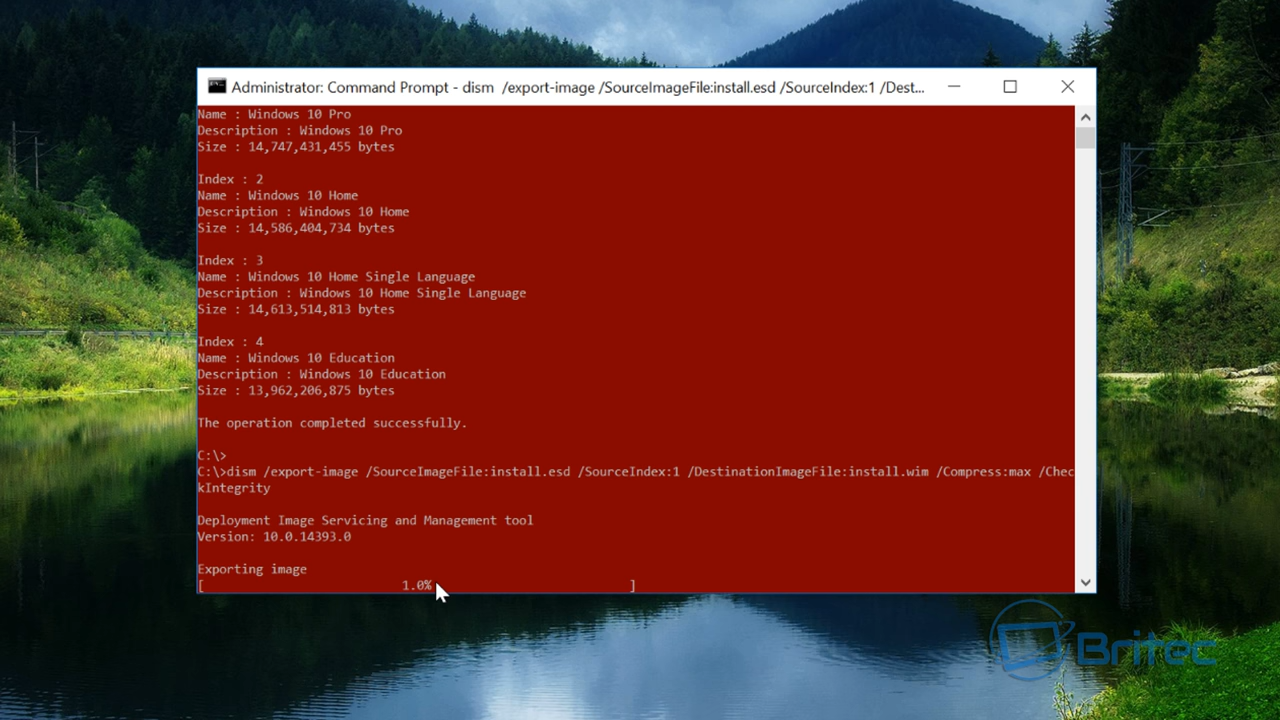 Administrator: Command Prompt - dism /export-image /SourceImageFile:install.esd /SourceIndex:1 /Dest...
Name : Windows 10 Pro
Description : Windows 10 Pro
Size : 14,747,431,455 bytes
Index : 2
Name : Windows 10 Home
Description : Windows 10 Home
Size : 14,586,404,734 bytes
Index : 3
Name : Windows 10 Home Single Language
Description : Windows 10 Home Single Language
Size : 14,613,514,813 bytes
Index : 4
Name : Windows 10 Education
Description : Windows 10 Education
Size : 13,962,206,875 bytes
The operation completed successfully.
C:\>
C:\>dism /export-image /SourceImageFile:install.esd /SourceIndex:1 /DestinationImageFile:install.wim /Compress:max /Chec
kIntegrity
Deployment Image Servicing and Management tool
Version: 10.0.14393.0
Exporting image
[ 1.0% ]
Britec